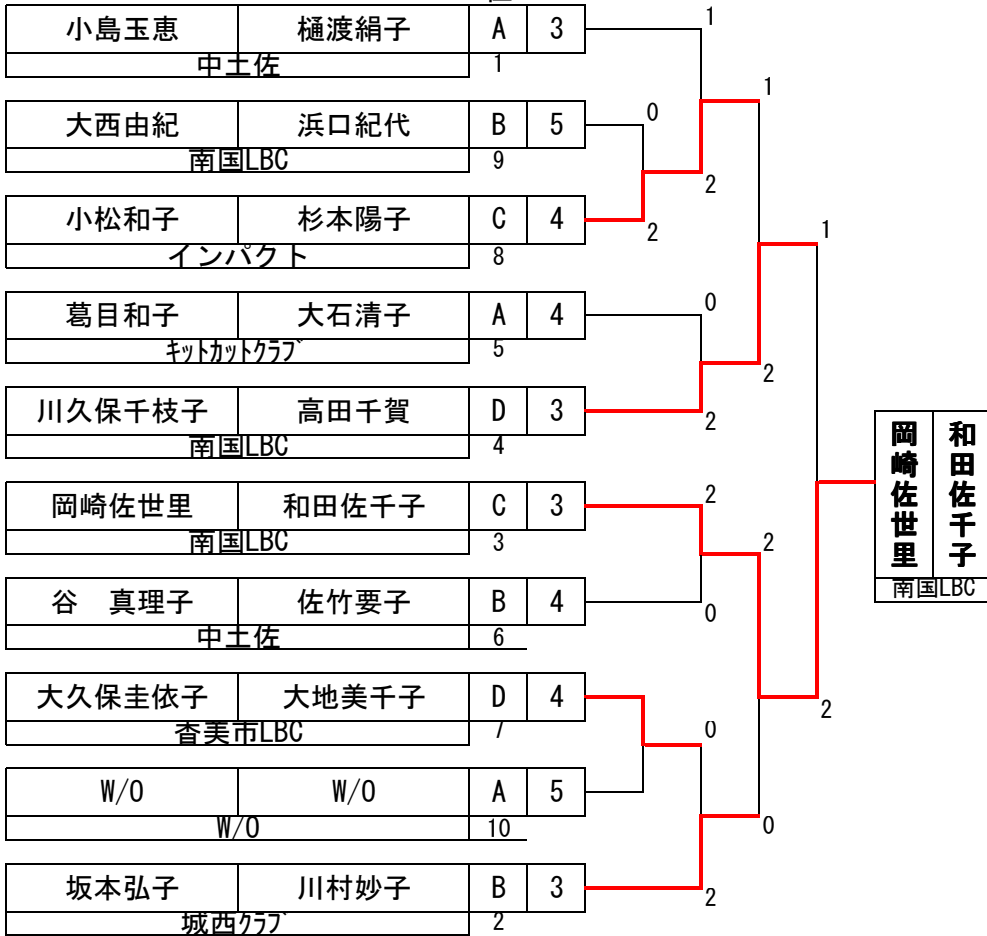 小島玉恵 樋渡絹子 A 3
中土佐 1
大西由紀 浜口紀代 B 5
南国LBC 9
小松和子 杉本陽子 C 4
インパクト 8
葛目和子 大石清子 A 4
キットカットクラブ 5
川久保千枝子 高田千賀 D 3
南国LBC 4
岡崎佐世里 和田佐千子 C 3
南国LBC 3
谷　真理子 佐竹要子 B 4
中土佐 6
大久保圭依子 大地美千子 D 4
香美市LBC 7
W/O W/O A 5
W/O 10
坂本弘子 川村妙子 B 3
城西クラブ 2
1
0
2
2
1
0
2
2
1
2
0
2
0
2
0
2
岡崎佐世里
和田佐千子
南国LBC